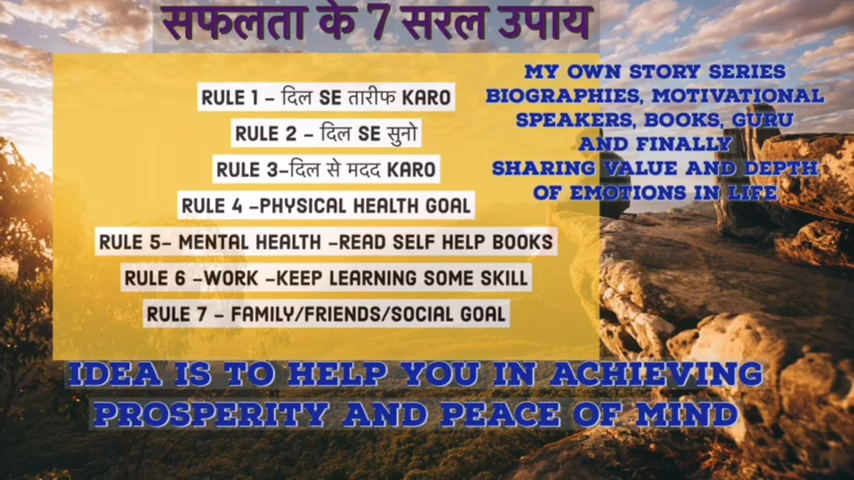 सफलता के 7 सरल उपाय
RULE 1 - दिल SE तारीफ KARO
RULE 2 - दिल SE सुनो
RULE 3-दिल से मदद KARO
RULE 4 -PHYSICAL HEALTH GOAL
RULE 5- MENTAL HEALTH -READ SELF HELP BOOKS
RULE 6 -WORK -KEEP LEARNING SOME SKILL
RULE 7 - FAMILY/FRIENDS/SOCIAL GOAL
MY OWN STORY SERIES
BIOGRAPHIES, MOTIVATIONAL
SPEAKERS, BOOKS, GURU
AND FINALLY
SHARING VALUE AND DEPTH
OF EMOTIONS IN LIFE
IDEA IS TO HELP YOU IN ACHIEVING
PROSPERITY AND PEACE OF MIND